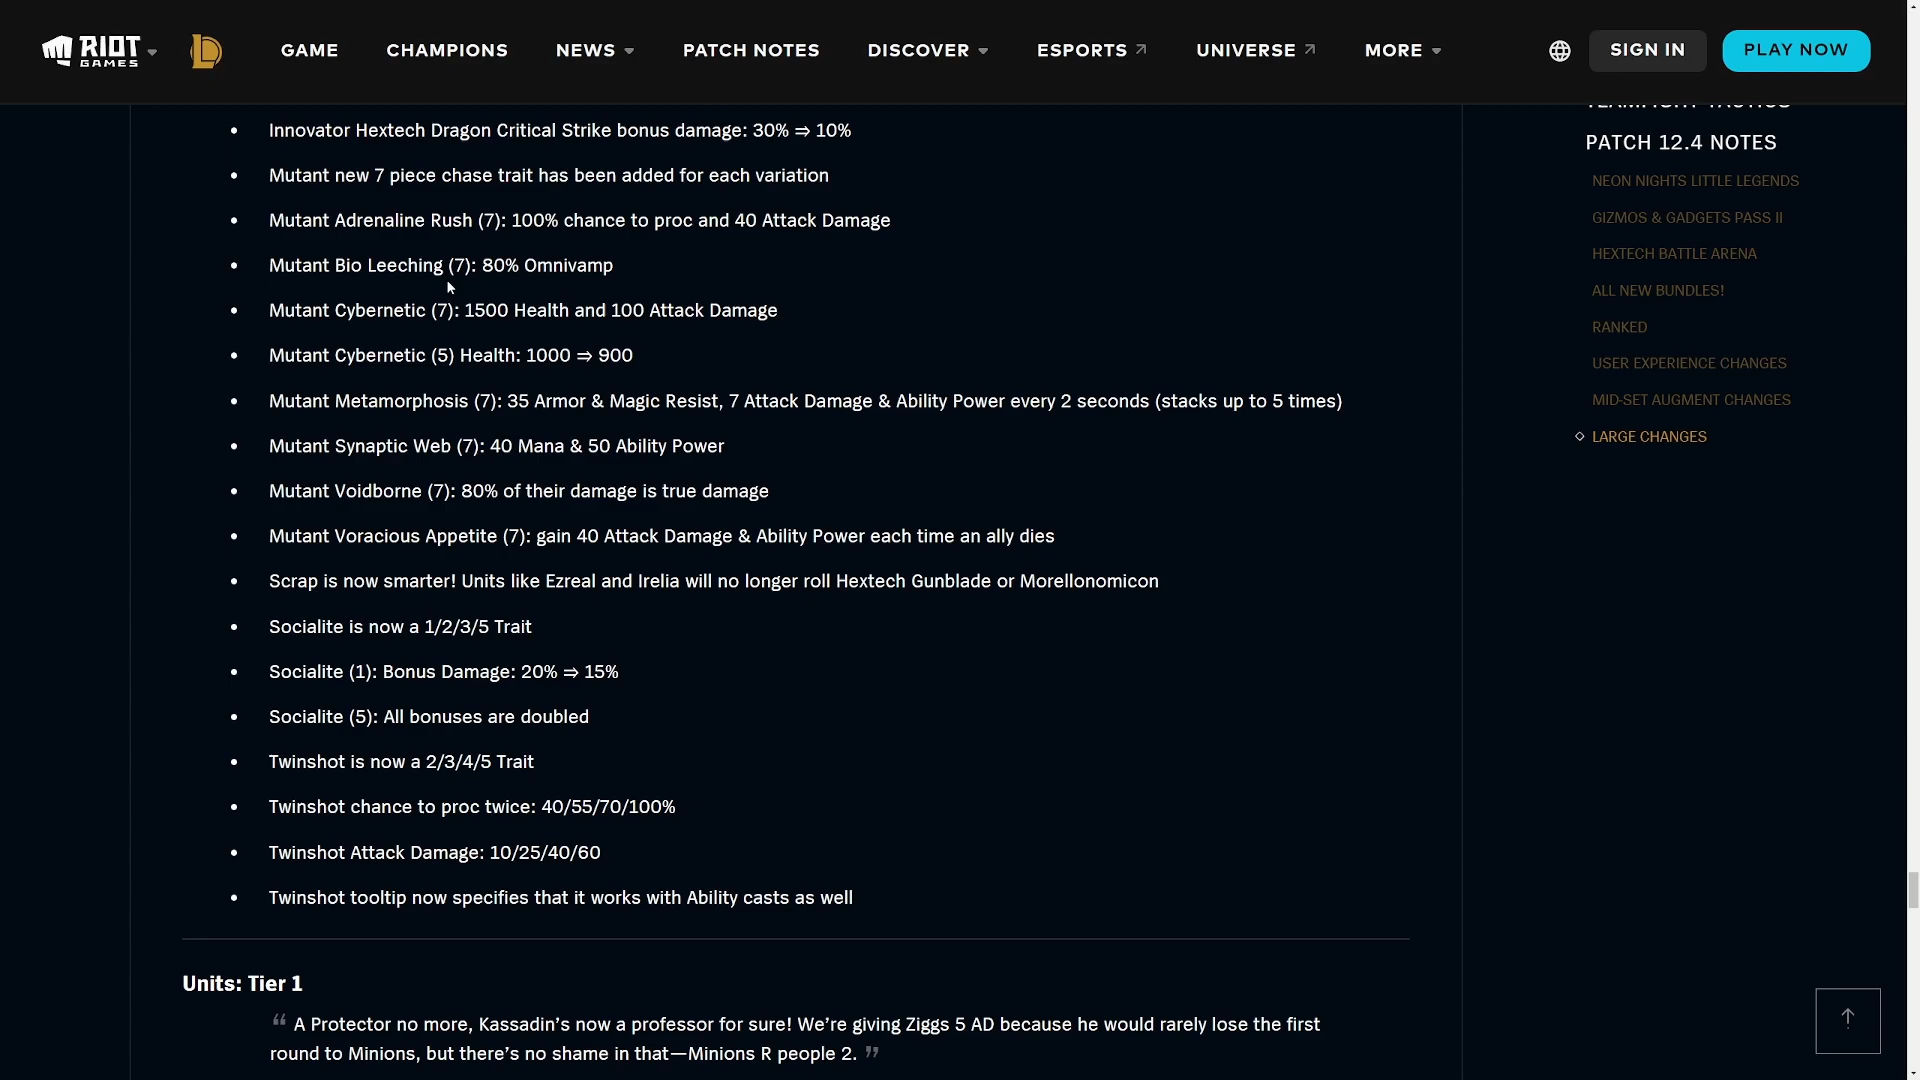 RIOT GAMES
GAME
CHAMPIONS
NEWS
PATCH NOTES
DISCOVER
ESPORTS
UNIVERSE
MORE
SIGN IN
PLAY NOW
• Innovator Hextech Dragon Critical Strike bonus damage: 30% ⇒ 10%
• Mutant new 7 piece chase trait has been added for each variation
• Mutant Adrenaline Rush (7): 100% chance to proc and 40 Attack Damage
• Mutant Bio Leeching (7): 80% Omnivamp
• Mutant Cybernetic (7): 1500 Health and 100 Attack Damage
• Mutant Cybernetic (5) Health: 1000 ⇒ 900
• Mutant Metamorphosis (7): 35 Armor & Magic Resist, 7 Attack Damage & Ability Power every 2 seconds (stacks up to 5 times)
• Mutant Synaptic Web (7): 40 Mana & 50 Ability Power
• Mutant Voidborne (7): 80% of their damage is true damage
• Mutant Voracious Appetite (7): gain 40 Attack Damage & Ability Power each time an ally dies
• Scrap is now smarter! Units like Ezreal and Irelia will no longer roll Hextech Gunblade or Morellonomicon
• Socialite is now a 1/2/3/5 Trait
• Socialite (1): Bonus Damage: 20% ⇒ 15%
• Socialite (5): All bonuses are doubled
• Twinshot is now a 2/3/4/5 Trait
• Twinshot chance to proc twice: 40/55/70/100%
• Twinshot Attack Damage: 10/25/40/60
• Twinshot tooltip now specifies that it works with Ability casts as well
Units: Tier 1
“ A Protector no more, Kassadin’s now a professor for sure! We’re giving Ziggs 5 AD because he would rarely lose the first
round to Minions, but there’s no shame in that—Minions R people 2. ”
TEAMFIGHT TACTICS
PATCH 12.4 NOTES
NEON NIGHTS LITTLE LEGENDS
GIZMOS & GADGETS PASS II
HEXTECH BATTLE ARENA
ALL NEW BUNDLES!
RANKED
USER EXPERIENCE CHANGES
MID-SET AUGMENT CHANGES
LARGE CHANGES